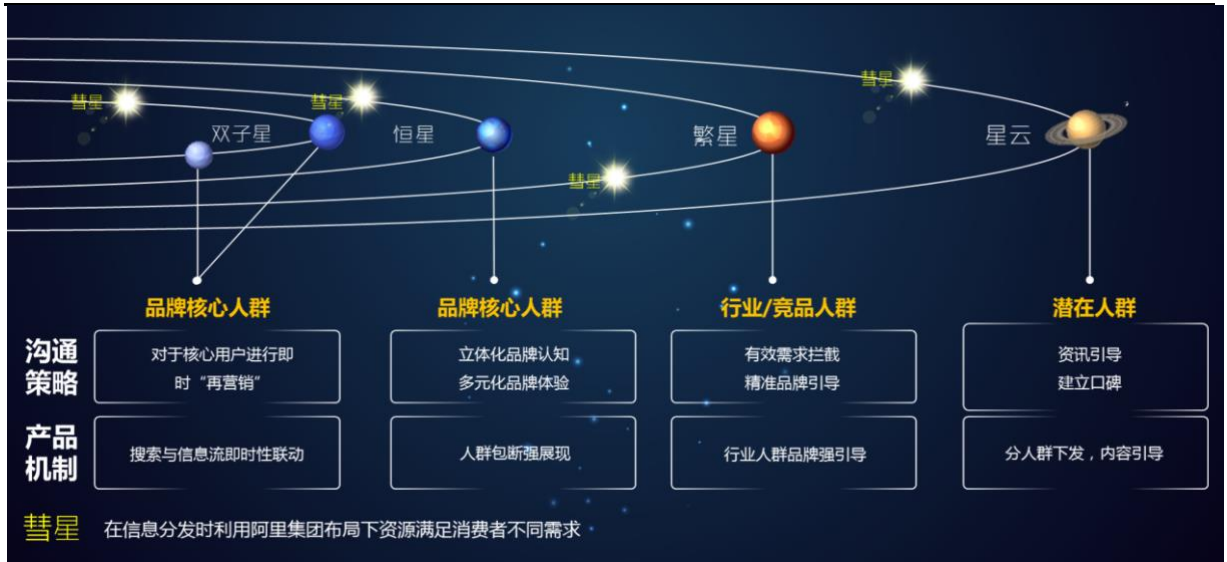 彗星
彗星
彗星
双子星
恒星
繁星
星云
彗星
品牌核心人群
品牌核心人群
行业/竞品人群
潜在人群
沟通
策略
对于核心用户进行即
时“再营销”
立体化品牌认知
多元化品牌体验
有效需求拦截
精准品牌引导
资讯引导
建立口碑
产品
机制
搜索与信息流即时性联动
人群包断强展现
行业人群品牌强引导
分人群下发，内容引导
彗星
在信息分发时利用阿里集团布局下资源满足消费者不同需求